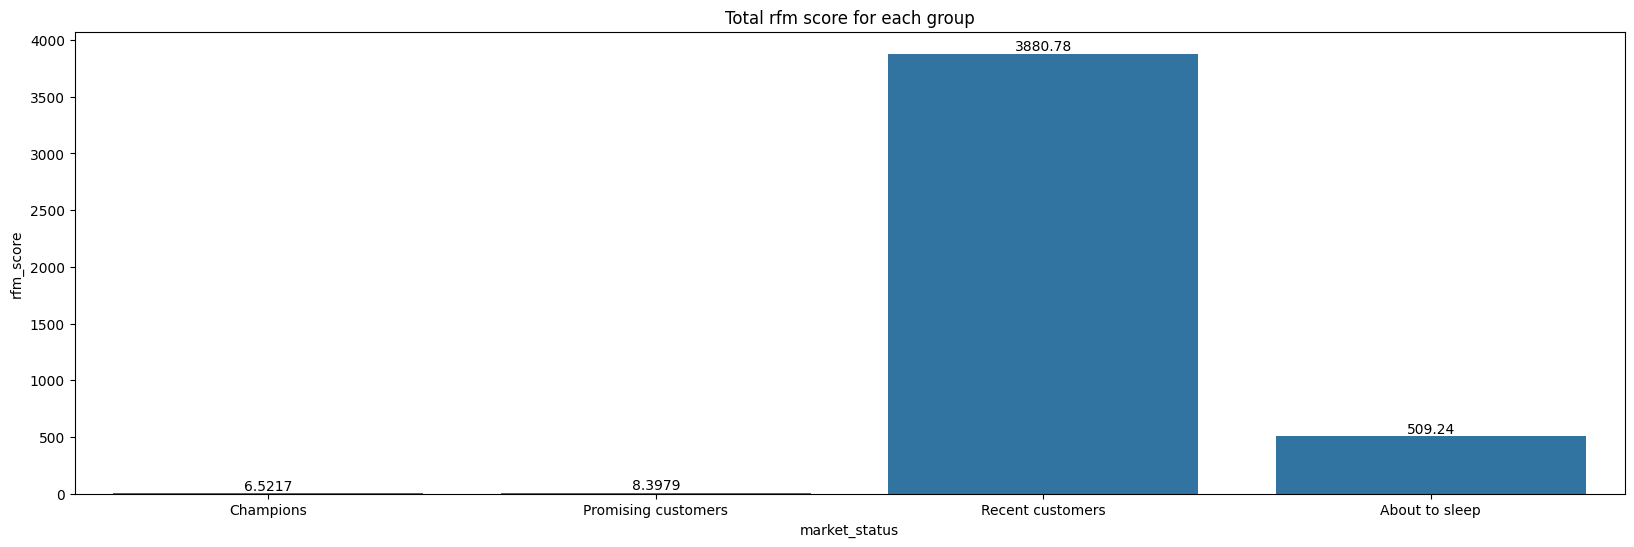 Total rfm score for each group
4000
3500
3000
2500
2000
1500
1000
500
0
rfm_score
6.5217
8.3979
3880.78
509.24
Champions
Promising customers
Recent customers
About to sleep
market_status